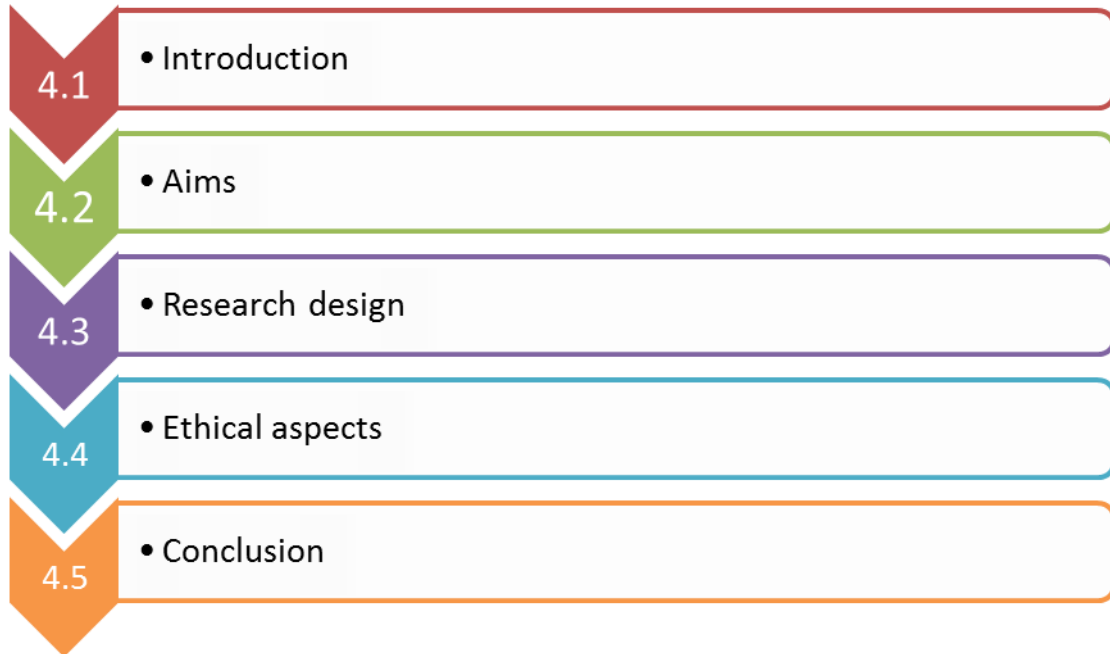 4.1
• Introduction
4.2
• Aims
4.3
• Research design
4.4
• Ethical aspects
4.5
• Conclusion